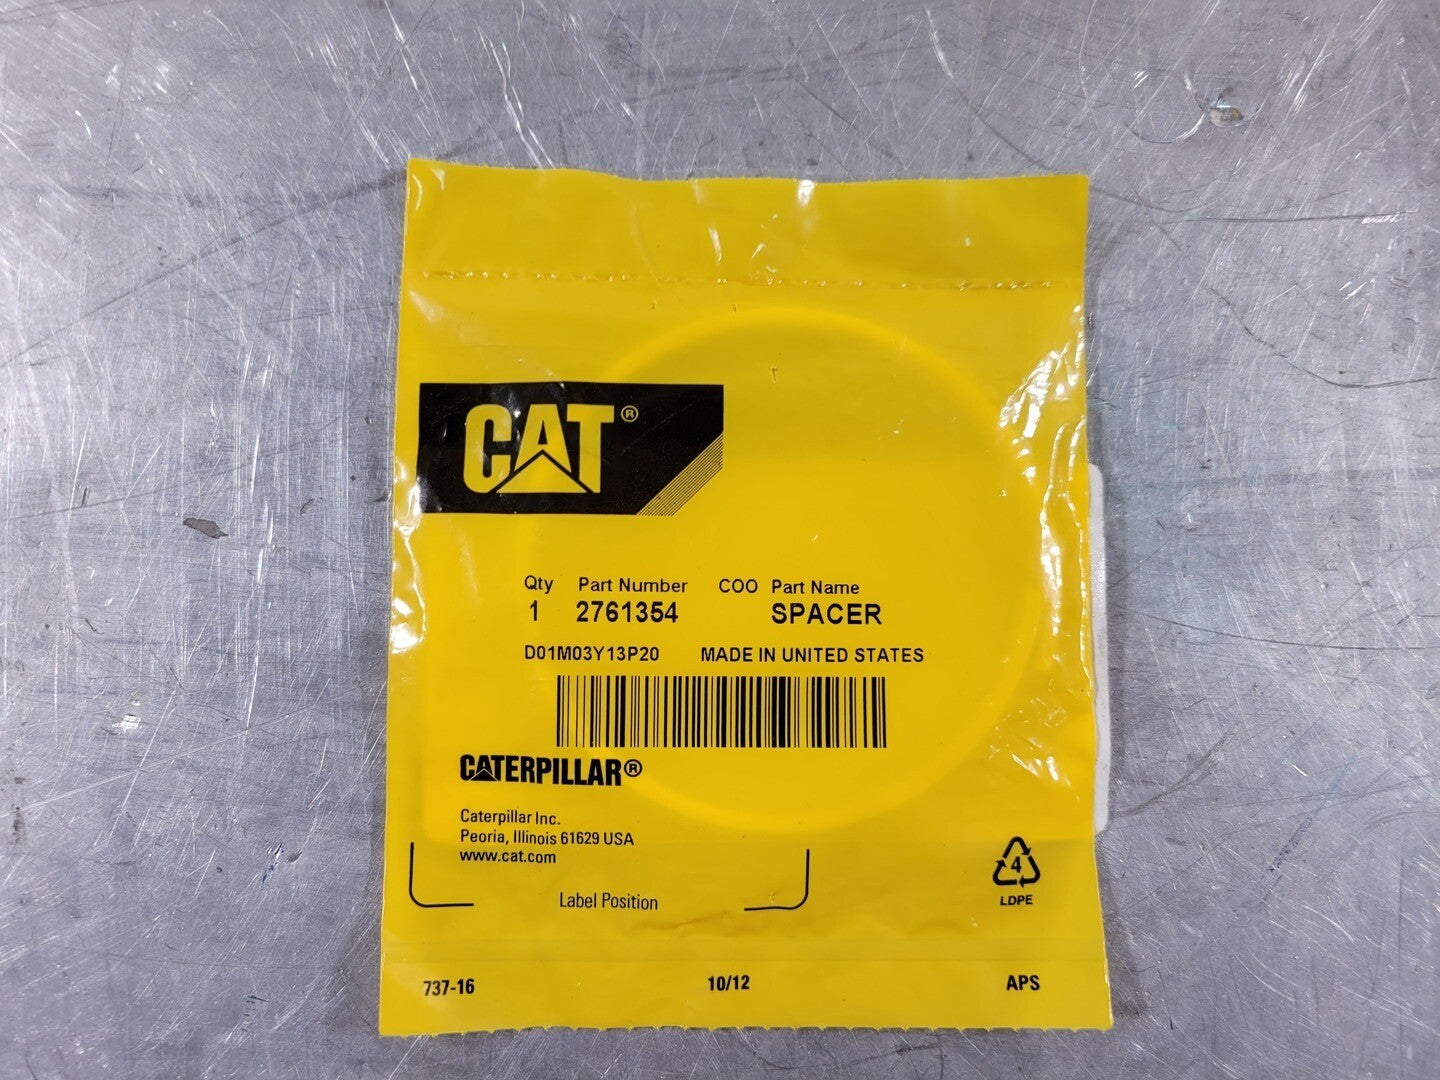 CAT®
Qty Part Number COO Part Name
1 2761354 SPACER
D01M03Y13P20 MADE IN UNITED STATES
CATERPILLAR®
Caterpillar Inc.
Peoria, Illinois 61629 USA
www.cat.com
4
LDPE
Label Position
737-16 10/12 APS